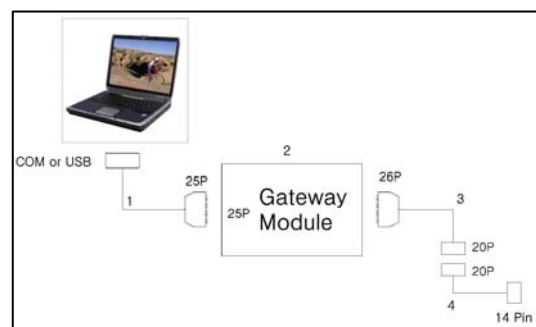 COM or USB
1
25P
2
25P
Gateway
Module
26P
3
20P
20P
4
14 Pin